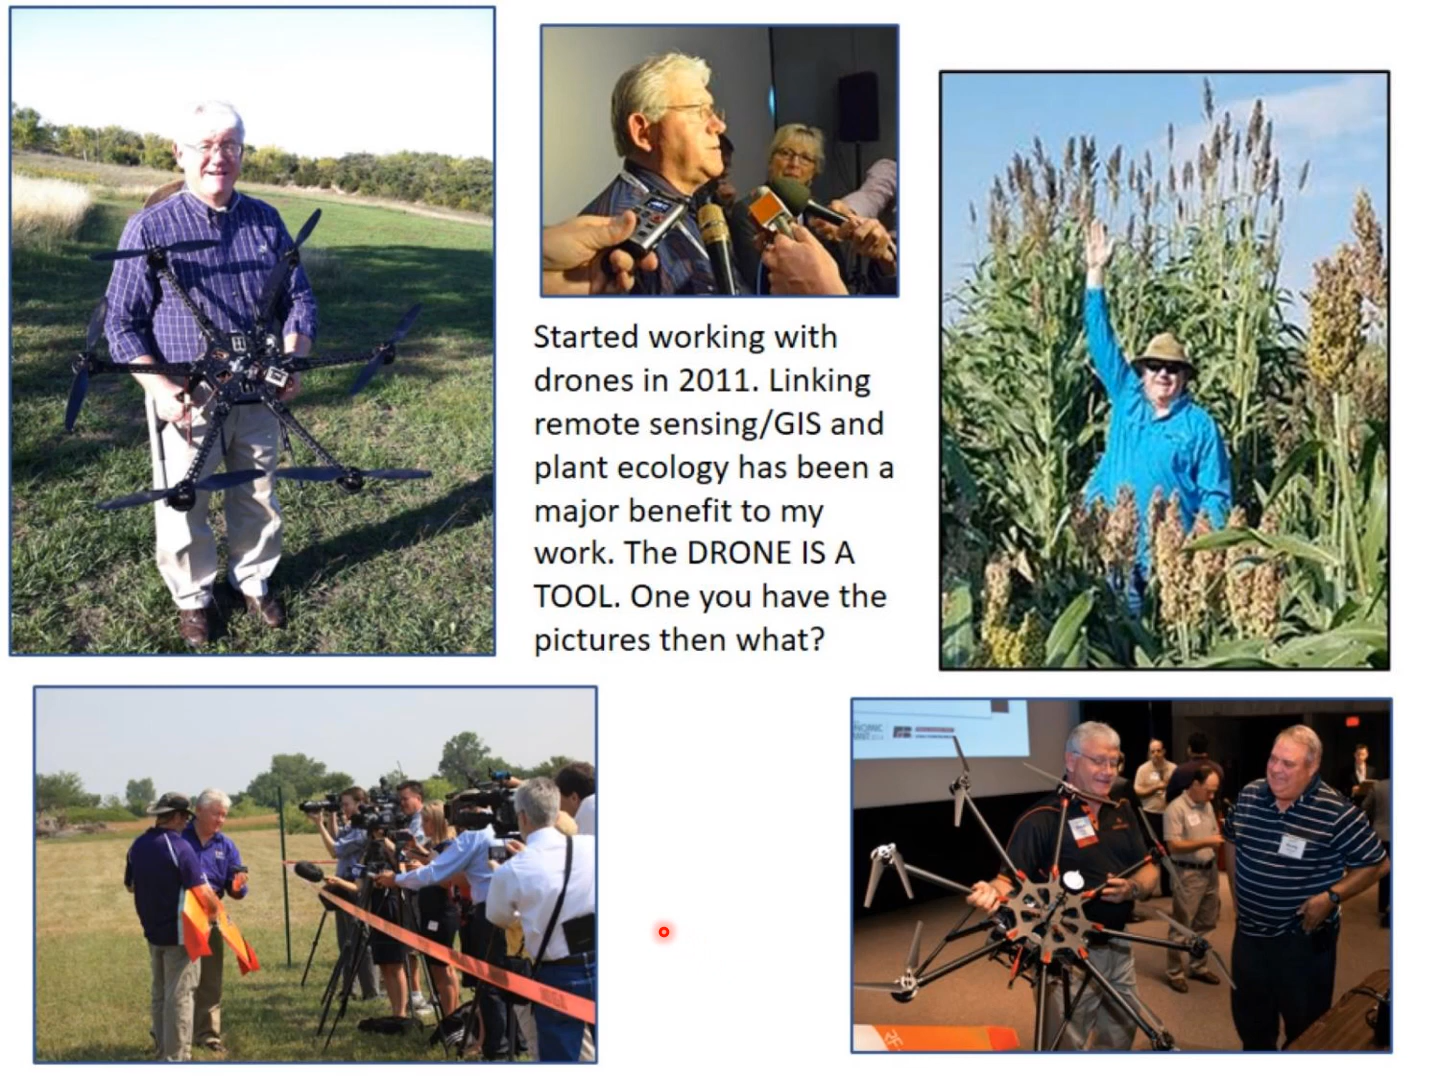 Started working with
drones in 2011. Linking
remote sensing/GIS and
plant ecology has been a
major benefit to my
work. The DRONE IS A
TOOL. One you have the
pictures then what?